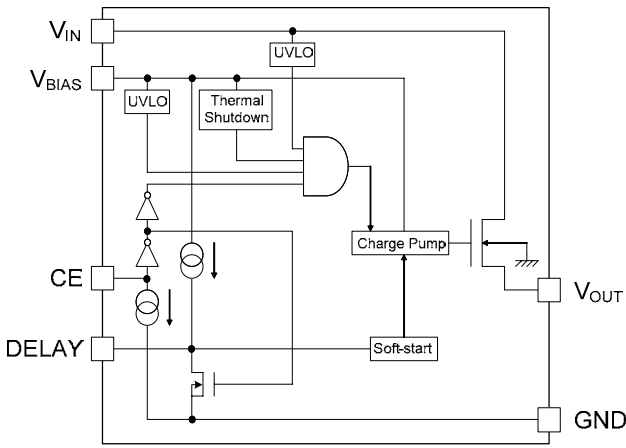 VIN
UVLO
VBIAS
UVLO
Thermal
Shutdown
Charge Pump
CE
VOUT
DELAY
Soft-start
GND